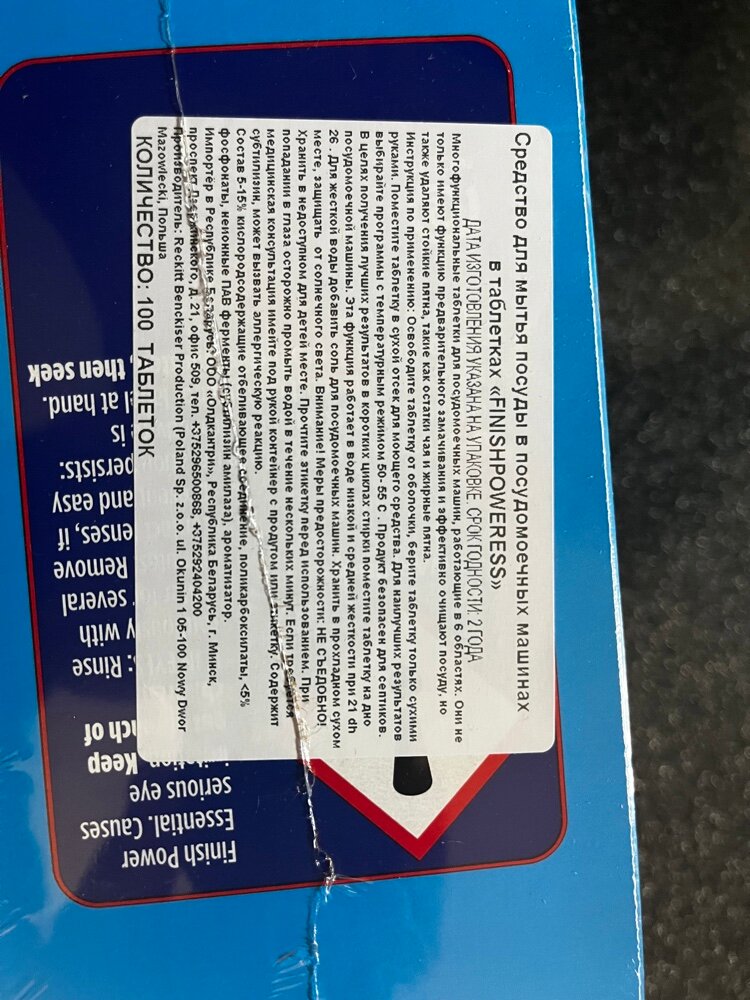 Средство для мытья посуды в посудомоечных машинах
в таблетках «FINISHPOWERESS»
ДАТА ИЗГОТОВЛЕНИЯ УКАЗАНА НА УПАКОВКЕ. СРОК ГОДНОСТИ: 2 ГОДА
Многофункциональные таблетки для посудомоечных машин, работающие в 6 областях. Они не
только имеют функцию предварительного замачивания и эффективно очищают посуду, но
также удаляют стойкие пятна, такие как остатки чая и жирные пятна.
Инструкция по применению: Освободите таблетку от оболочки, берите таблетку только сухими
руками. Поместите таблетку в сухой отсек для моющего средства. Для наилучших результатов
выбирайте программы с температурным режимом 50- 55 С . Продукт безопасен для септиков.
В целях получения лучших результатов в коротких циклах стирки поместите таблетку на дно
посудомоечной машины. Эта функция работает в воде низкой и средней жесткости при 21 dh
26 . Для жесткой воды добавить соль для посудомоечных машин. Хранить в прохладном сухом
месте, защищать от солнечного света. Внимание! Меры предосторожности: НЕ СЪЕДОБНО!
Хранить в недоступном для детей месте. Прочтите этикетку перед использованием. При
попадании в глаза осторожно промыть водой в течение нескольких минут. Если требуется
медицинская консультация имейте под рукой контейнер с продутом или этикетку. Содержит
субтилизин, может вызвать аллергическую реакцию.
Состав 5-15% кислородсодержащие отбеливающее соединение, поликарбоксилаты, <5%
фосфонаты, неионные ПАВ ферменты (субтилизин амилаза), ароматизатор.
Импортёр в Республике Беларусь: ООО «Олдкантри», Республика Беларусь, г. Минск,
проспект Дзержинского, д. 21, офис 509, тел. +375296500868, +375292404200
Производитель: Reckitt Benckiser Production (Poland Sp. z.o.o. ul. Okunin 1 05-100 Nowy Dwor
Mazowlecki, Польша
КОЛИЧЕСТВО: 100 ТАБЛЕТОК
Finish Power
Essential. Causes
serious eye
Keep
of
: Rinse
with
several
Remove
enses, if
and easy
persists:
is
at hand.
, then seek